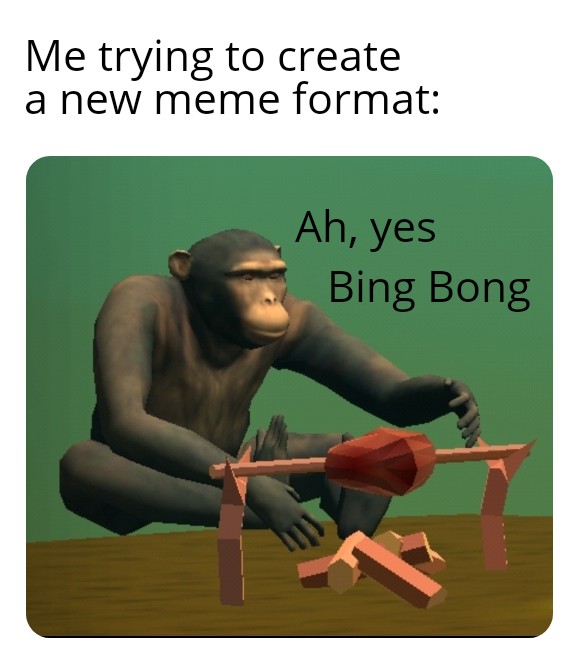 Me trying to create
a new meme format:
Ah, yes
Bing Bong